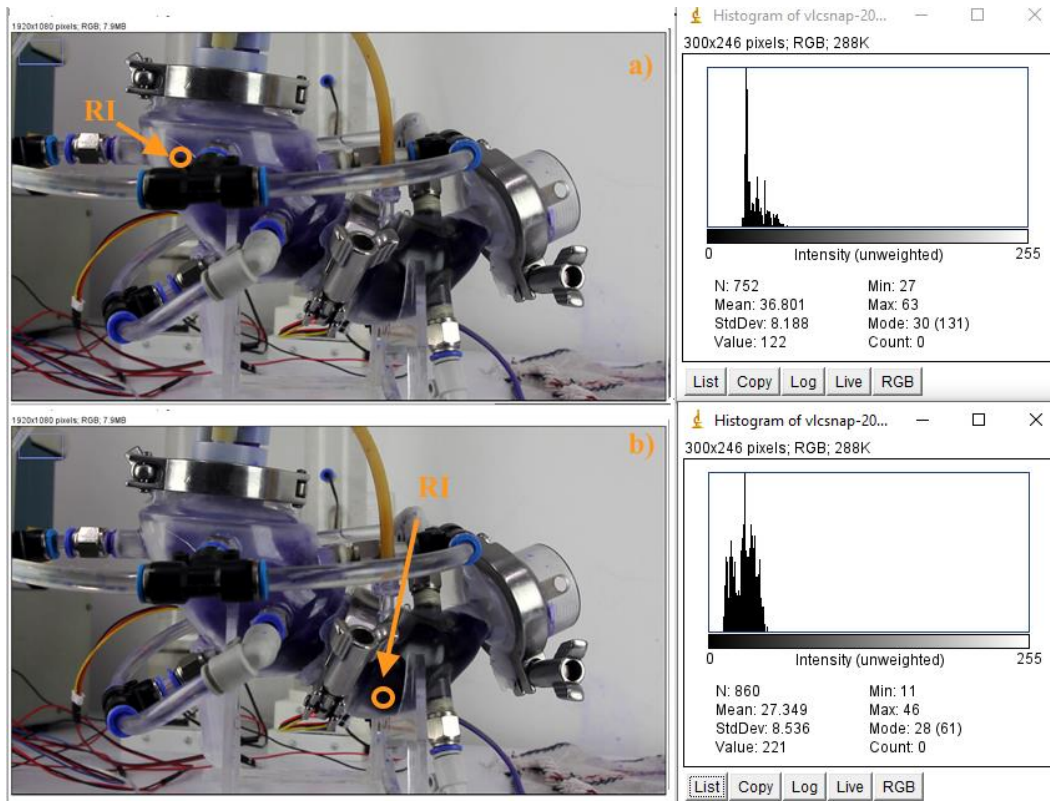 1920x1080 pixels; RGB; 7.9MB
a)
RI
Histogram of vlcsnap-20...
300x246 pixels; RGB; 288K
0
255
Intensity (unweighted)
N: 752
Min: 27
Mean: 36.801
Max: 63
StdDev: 8.188
Mode: 30 (131)
Value: 122
Count: 0
List
Copy
Log
Live
RGB
1920x1080 pixels; RGB; 7.9MB
b)
RI
Histogram of vlcsnap-20...
300x246 pixels; RGB; 288K
0
255
Intensity (unweighted)
N: 860
Min: 11
Mean: 27.349
Max: 46
StdDev: 8.536
Mode: 28 (61)
Value: 221
Count: 0
List
Copy
Log
Live
RGB